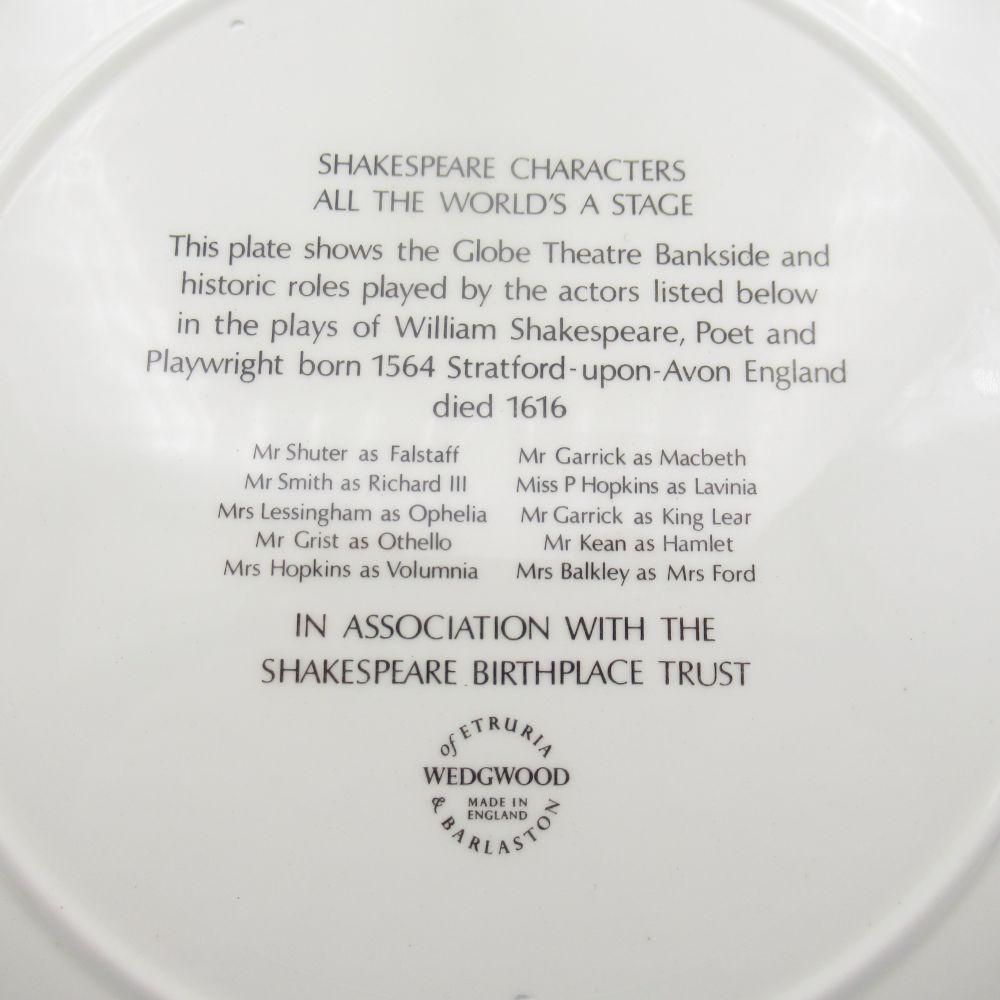 SHAKESPEARE CHARACTERS
ALL THE WORLD'S A STAGE
This plate shows the Globe Theatre Bankside and
historic roles played by the actors listed below
in the plays of William Shakespeare, Poet and
Playwright born 1564 Stratford-upon-Avon England
died 1616
Mr Shuter as Falstaff
Mr Smith as Richard III
Mrs Lessingham as Ophelia
Mr Grist as Othello
Mrs Hopkins as Volumnia
Mr Garrick as Macbeth
Miss P Hopkins as Lavinia
Mr Garrick as King Lear
Mr Kean as Hamlet
Mrs Balkley as Mrs Ford
IN ASSOCIATION WITH THE
SHAKESPEARE BIRTHPLACE TRUST
of ETRURIA
WEDGWOOD
MADE IN
ENGLAND
& BARLASTON